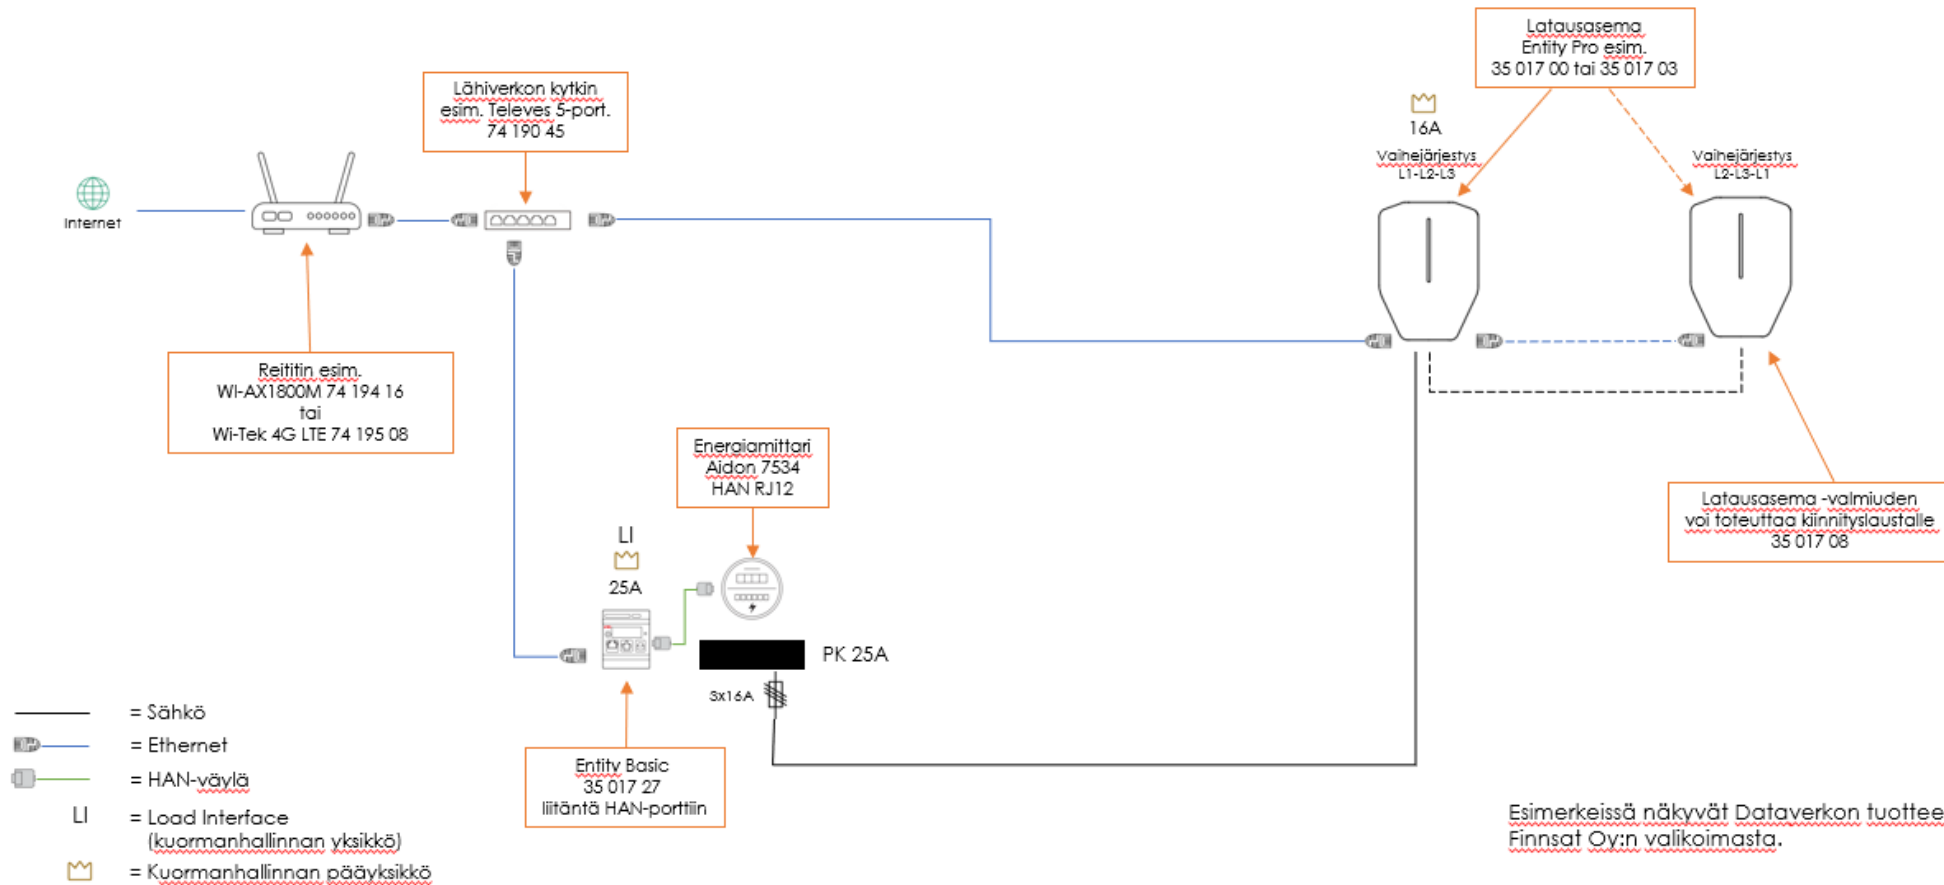 Latausasema
Entity Pro esim.
35 017 00 tai 35 017 03
Lähiverkon kytkin
esim. Televes 5-port.
74 190 45
16A
Vaihejärjestys
L1-L2-L3
Vaihejärjestys
L2-L3-L1
Internet
Reititin esim.
WI-AX1800M 74 194 16
tai
Wi-Tek 4G LTE 74 195 08
Energiamittari
Aidon 7534
HAN RJ12
Latausasema -valmiuden
voi toteuttaa kiinnityslaustalle
35 017 08
LI
25A
PK 25A
3x16A
Entity Basic
35 017 27
liitäntä HAN-porttiin
= Sähkö
= Ethernet
= HAN-väylä
LI = Load Interface
(kuormanhallinnan yksikkö)
= Kuormanhallinnan pääyksikkö
Esimerkeissä näkyvät Dataverkon tuottee
Finnsat Oy:n valikoimasta.